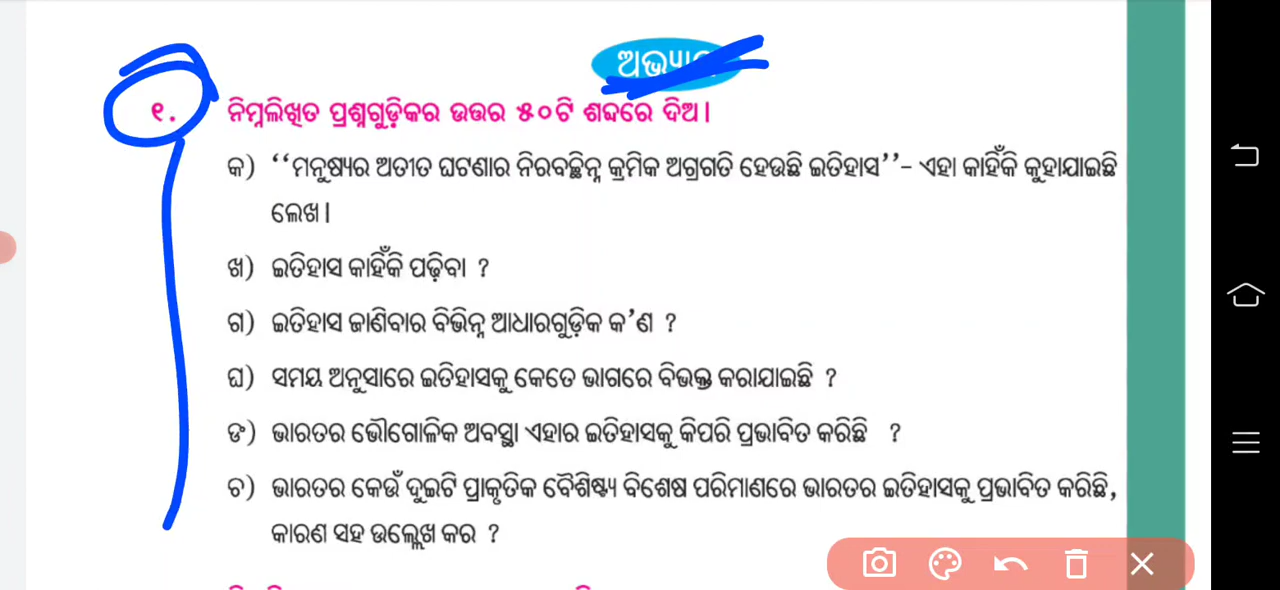 ୧. ନିମ୍ନଲିଖିତ ପ୍ରଶ୍ନଗୁଡ଼ିକର ଉତ୍ତର ୫୦ଟି ଶବ୍ଦରେ ଦିଅ।
କ) ‘‘ମନୁଷ୍ୟର ଅତୀତ ଘଟଣାର ନିରବଚ୍ଛିନ୍ନ କ୍ରମିକ ଅଗ୍ରଗତି ହେଉଛି ଇତିହାସ’’- ଏହା କାହିଁକି କୁହାଯାଇଛି
ଲେଖ।
ଖ) ଇତିହାସ କାହିଁକି ପଢ଼ିବା ?
ଗ) ଇତିହାସ ଜାଣିବାର ବିଭିନ୍ନ ଆଧାରଗୁଡ଼ିକ କ’ଣ ?
ଘ) ସମୟ ଅନୁସାରେ ଇତିହାସକୁ କେତେ ଭାଗରେ ବିଭକ୍ତ କରାଯାଇଛି ?
ଙ) ଭାରତର ଭୌଗୋଳିକ ଅବସ୍ଥା ଏହାର ଇତିହାସକୁ କିପରି ପ୍ରଭାବିତ କରିଛି ?
ଚ) ଭାରତର କେଉଁ ଦୁଇଟି ପ୍ରାକୃତିକ ବୈଶିଷ୍ଟ୍ୟ ବିଶେଷ ପରିମାଣରେ ଭାରତର ଇତିହାସକୁ ପ୍ରଭାବିତ କରିଛି,
କାରଣ ସହ ଉଲ୍ଲେଖ କର ?